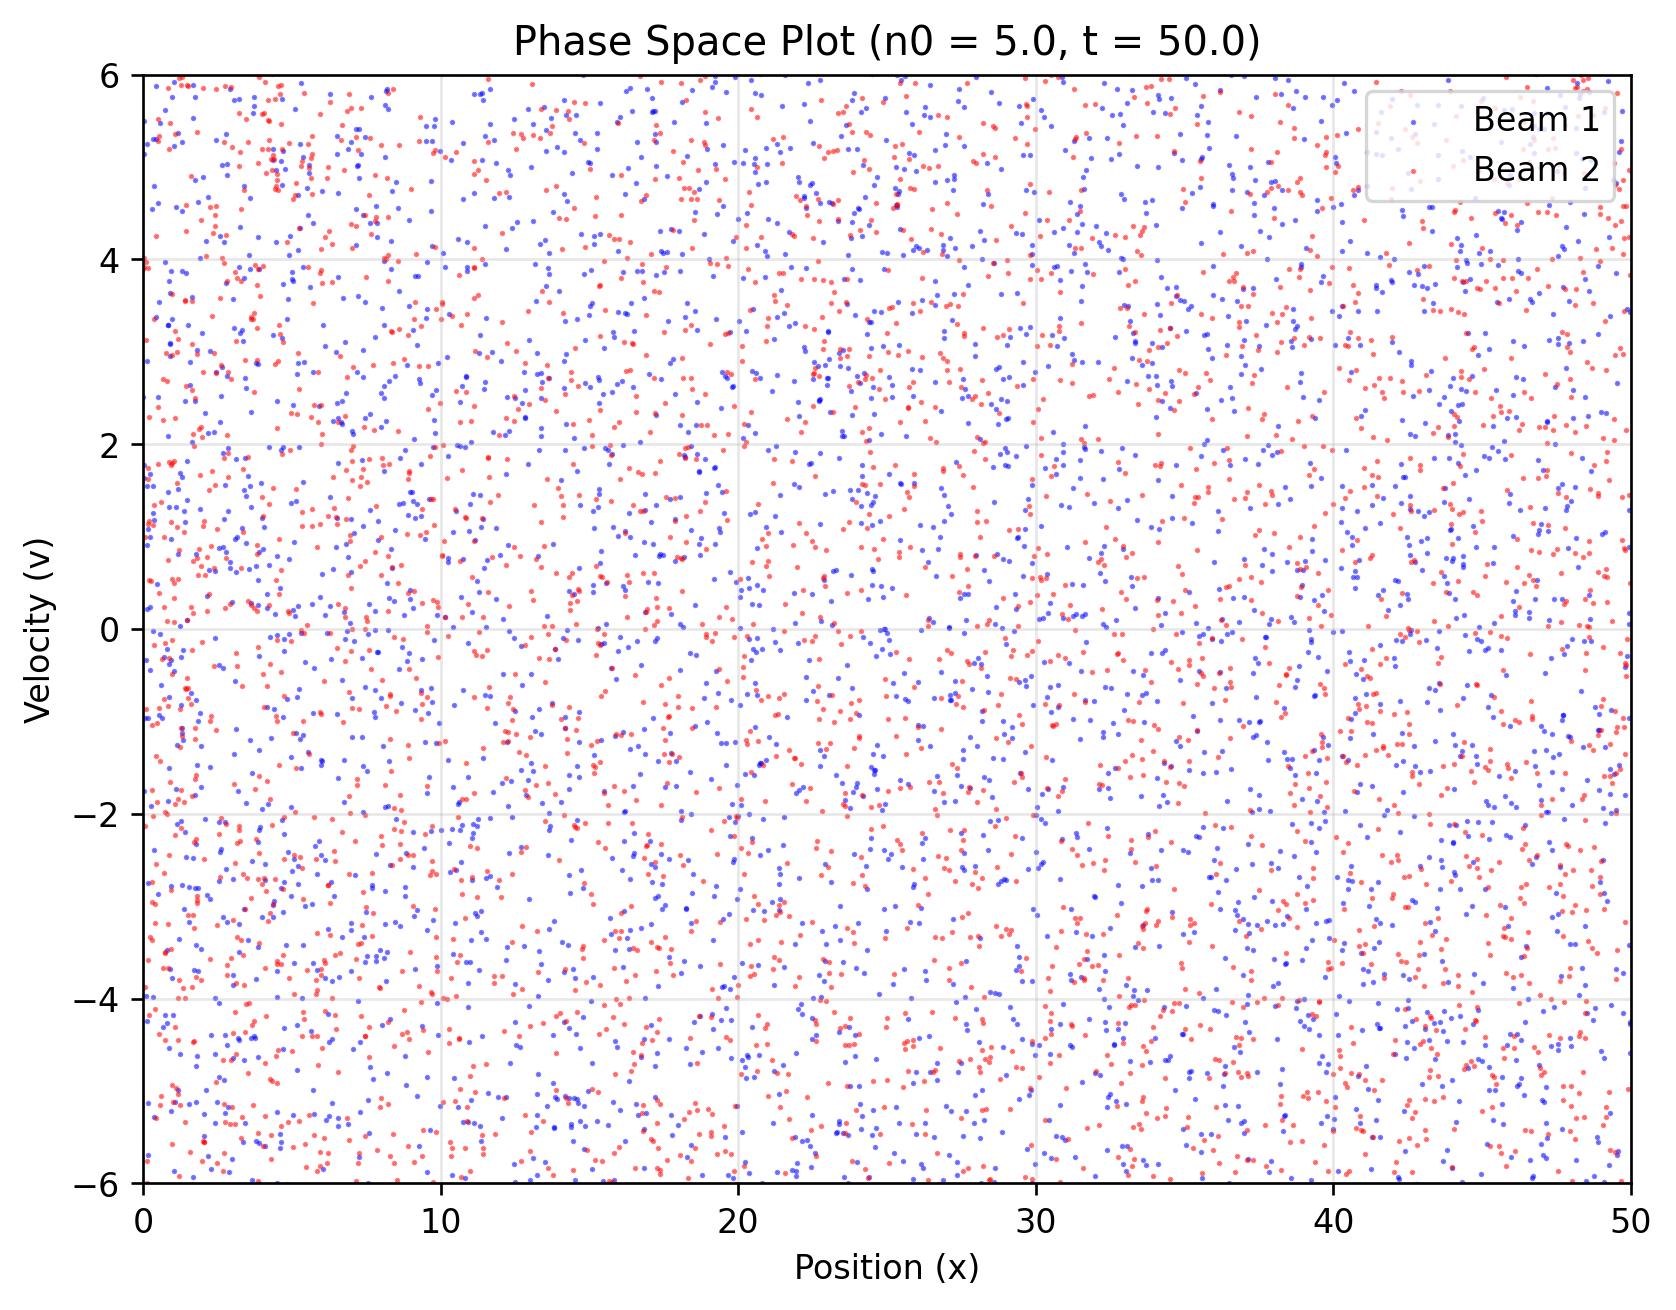 Phase Space Plot (n0 = 5.0, t = 50.0)
Beam 1
Beam 2
6
4
2
0
−2
−4
−6
Velocity (v)
0 10 20 30 40 50
Position (x)